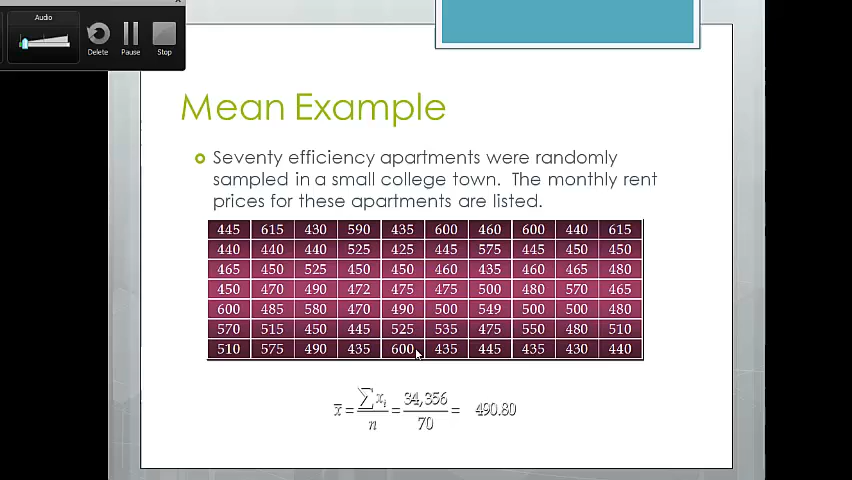 Audio
Delete
Pause
Stop
Mean Example
Seventy efficiency apartments were randomly
sampled in a small college town. The monthly rent
prices for these apartments are listed.
445 615 430 590 435 600 460 600 440 615
440 440 440 525 425 445 575 445 450 450
465 450 525 450 450 460 435 460 465 480
450 470 490 472 475 475 500 480 570 465
600 485 580 470 490 500 549 500 500 480
570 515 450 445 525 535 475 550 480 510
510 575 490 435 600 435 445 435 430 440
x̄ = ∑xᵢ / n = 34,356 / 70 = 490.80